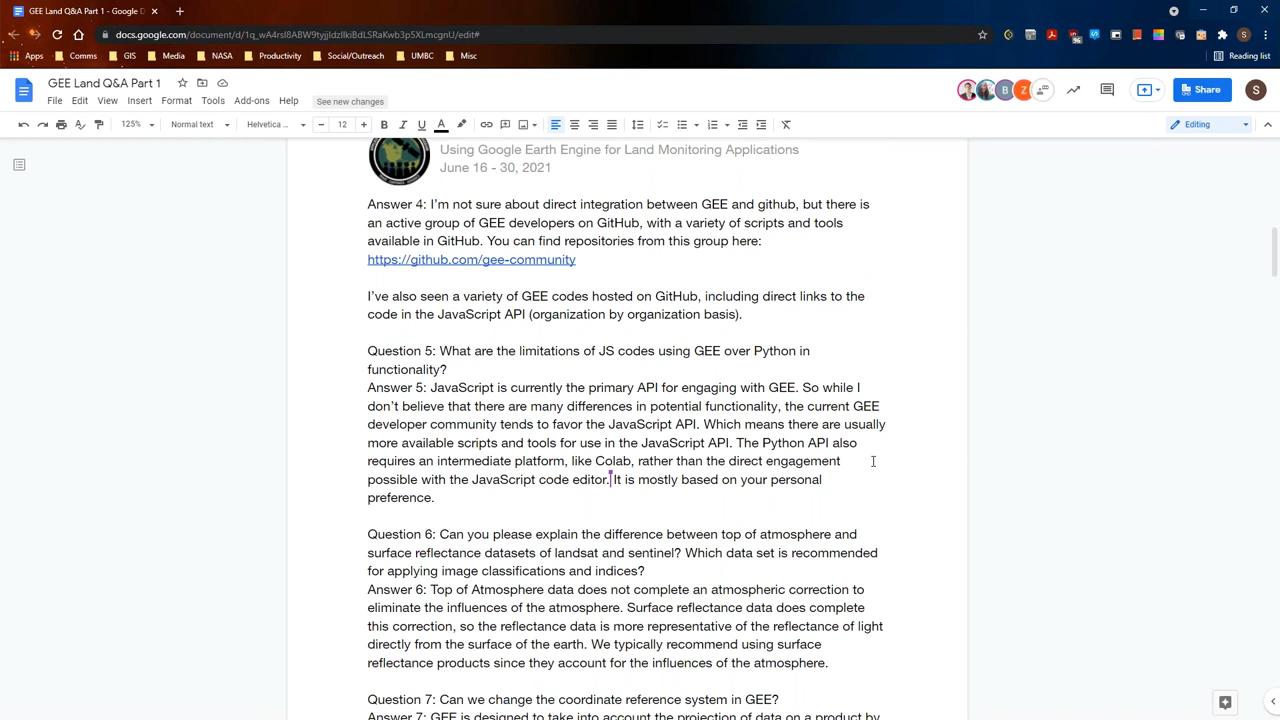 GEE Land Q&A Part 1 - Google D
docs.google.com/document/d/1q_wA4rsI8ABW9tyjjIdzIlkiBdLSRaKwb3p5XLmcgnU/edit#
Apps Comms GIS Media NASA Productivity Social/Outreach UMBC Misc Reading list
GEE Land Q&A Part 1
File Edit View Insert Format Tools Add-ons Help See new changes
B Z Share S
125% Normal text Helvetica ... 12 B I U A Editing
Using Google Earth Engine for Land Monitoring Applications
June 16 - 30, 2021
Answer 4: I'm not sure about direct integration between GEE and github, but there is
an active group of GEE developers on GitHub, with a variety of scripts and tools
available in GitHub. You can find repositories from this group here:
https://github.com/gee-community
I've also seen a variety of GEE codes hosted on GitHub, including direct links to the
code in the JavaScript API (organization by organization basis).
Question 5: What are the limitations of JS codes using GEE over Python in
functionality?
Answer 5: JavaScript is currently the primary API for engaging with GEE. So while I
don't believe that there are many differences in potential functionality, the current GEE
developer community tends to favor the JavaScript API. Which means there are usually
more available scripts and tools for use in the JavaScript API. The Python API also
requires an intermediate platform, like Colab, rather than the direct engagement
possible with the JavaScript code editor. It is mostly based on your personal
preference.
Question 6: Can you please explain the difference between top of atmosphere and
surface reflectance datasets of landsat and sentinel? Which data set is recommended
for applying image classifications and indices?
Answer 6: Top of Atmosphere data does not complete an atmospheric correction to
eliminate the influences of the atmosphere. Surface reflectance data does complete
this correction, so the reflectance data is more representative of the reflectance of light
directly from the surface of the earth. We typically recommend using surface
reflectance products since they account for the influences of the atmosphere.
Question 7: Can we change the coordinate reference system in GEE?
Answer 7: GEE is designed to take into account the projection of data on a product by